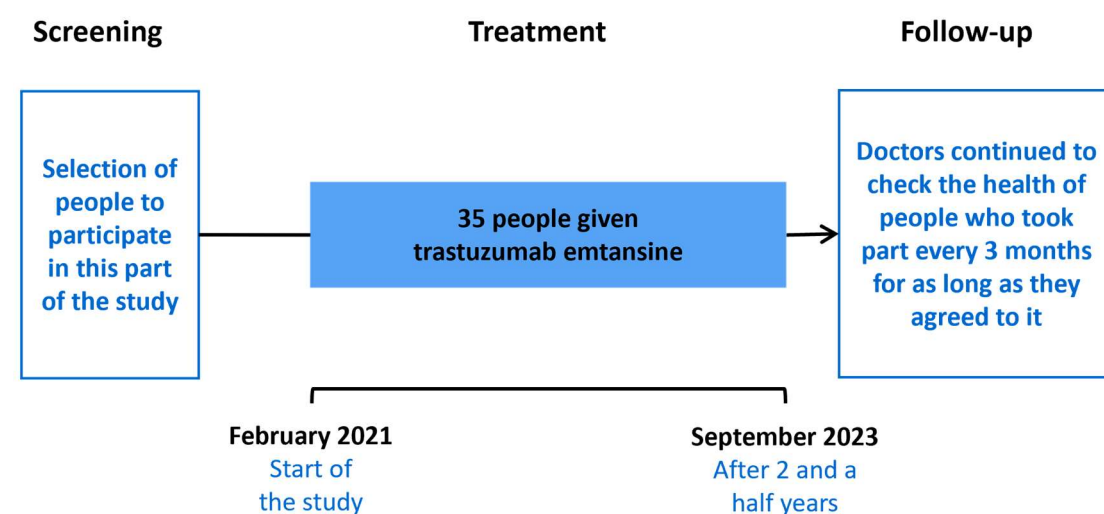 Screening
Treatment
Follow-up
Selection of
people to
participate
in this part
of the study
35 people given
trastuzumab emtansine
Doctors continued to
check the health of
people who took
part every 3 months
for as long as they
agreed to it
February 2021
Start of
the study
September 2023
After 2 and a
half years